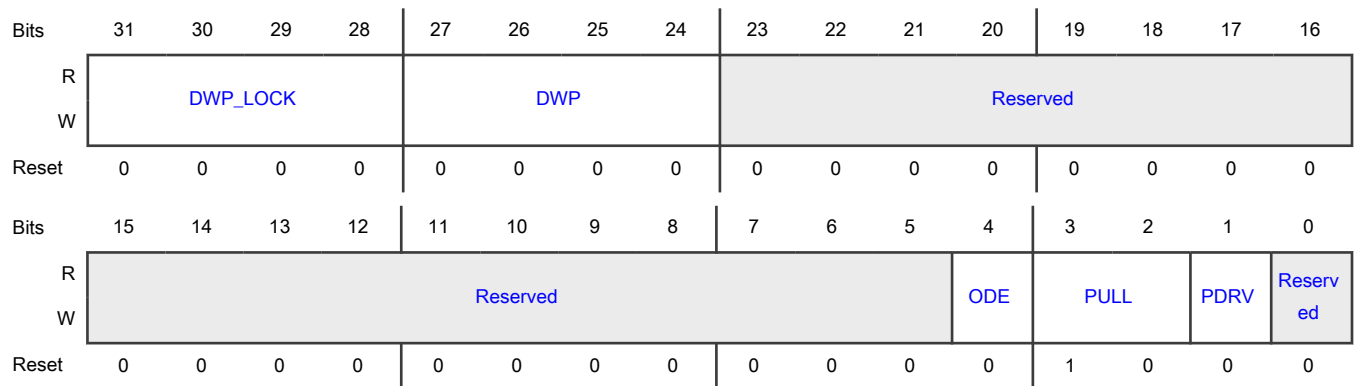 Bits 31 30 29 28 27 26 25 24 23 22 21 20 19 18 17 16
R
DWP_LOCK DWP Reserved
W
Reset 0 0 0 0 0 0 0 0 0 0 0 0 0 0 0 0
Bits 15 14 13 12 11 10 9 8 7 6 5 4 3 2 1 0
R
Reserved ODE PULL PDRV Reserv
ed
W
Reset 0 0 0 0 0 0 0 0 0 0 0 0 1 0 0 0